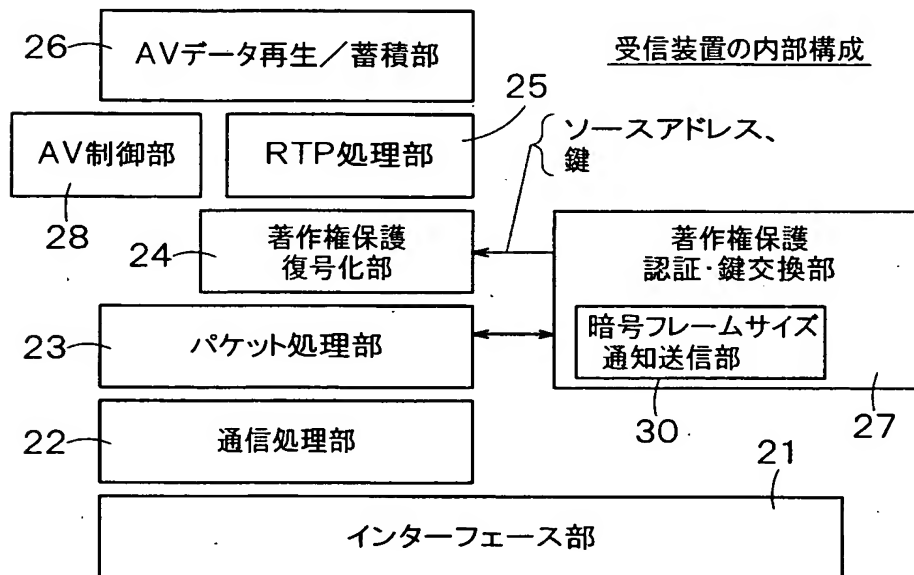 26
AVデータ再生／蓄積部
受信装置の内部構成
25
AV制御部
RTP処理部
ソースアドレス、
鍵
28
24
著作権保護
復号化部
著作権保護
認証・鍵交換部
23
パケット処理部
暗号フレームサイズ
通知送信部
30
27
22
通信処理部
21
インターフェース部